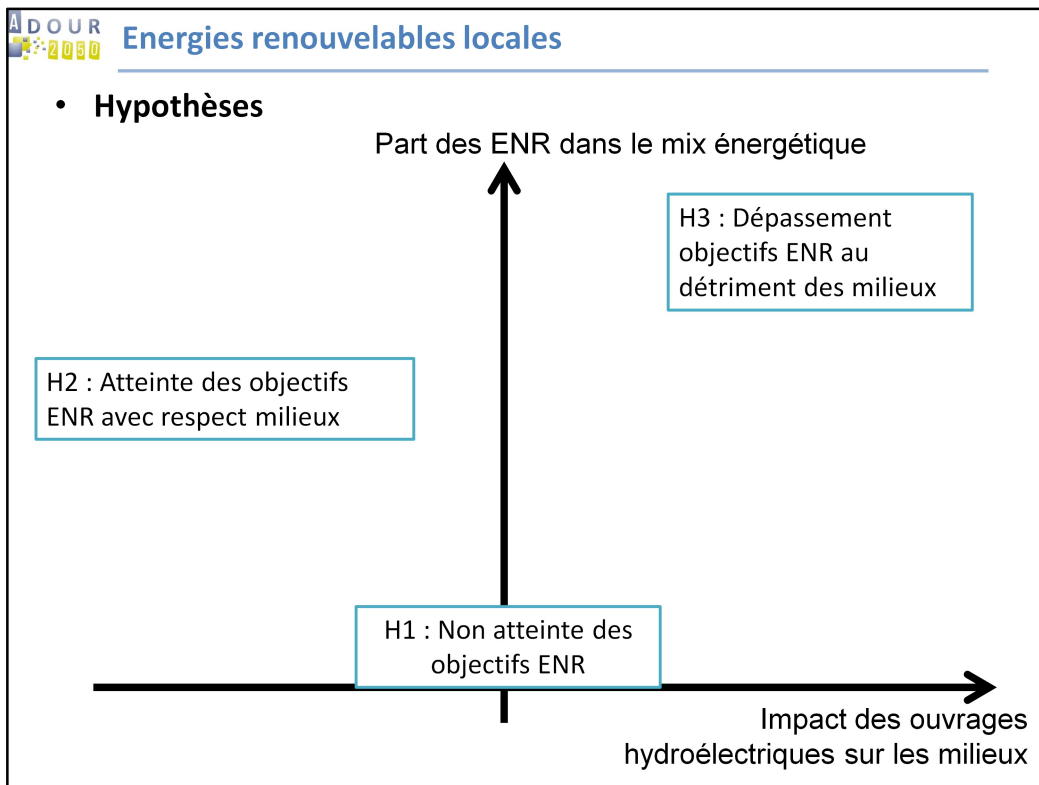 ADOUR
2050
Energies renouvelables locales
• Hypothèses
Part des ENR dans le mix énergétique
H3 : Dépassement
objectifs ENR au
détriment des milieux
H2 : Atteinte des objectifs
ENR avec respect milieux
H1 : Non atteinte des
objectifs ENR
Impact des ouvrages
hydroélectriques sur les milieux